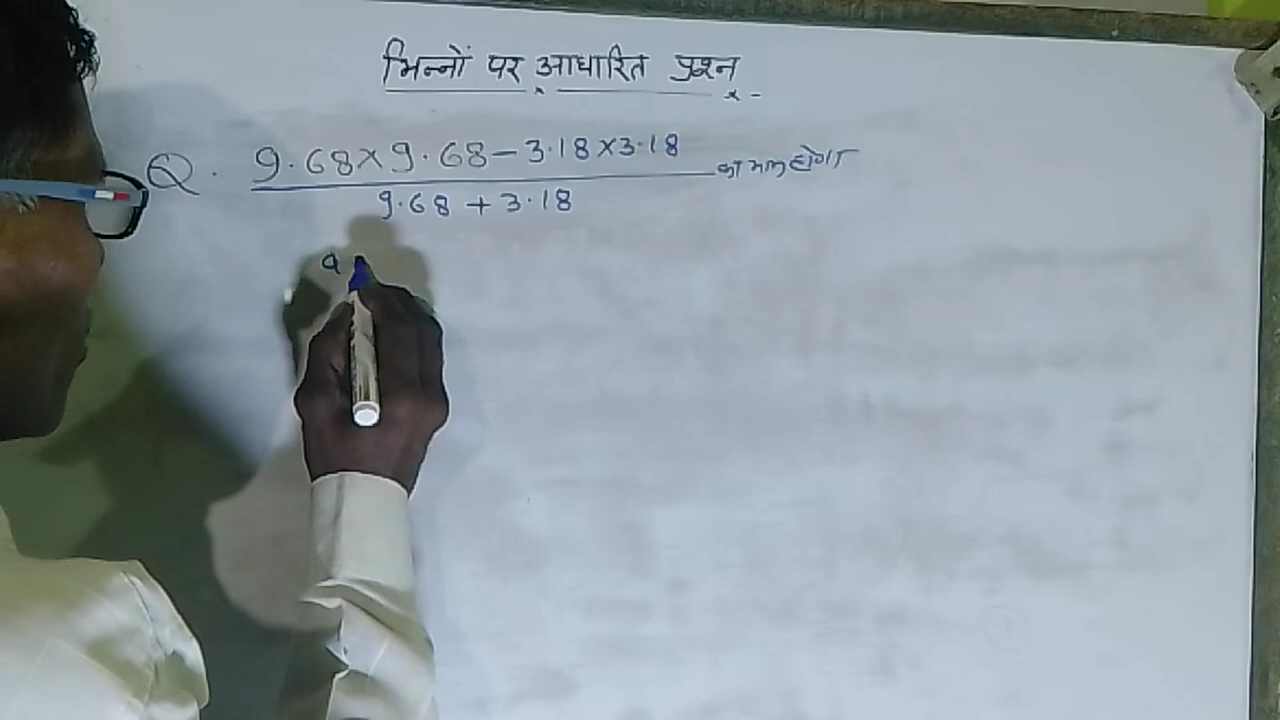 भिन्नों पर आधारित प्रश्न
Q. 9.68×9.68-3.18×3.18 का मान होगा
9.68 + 3.18
a